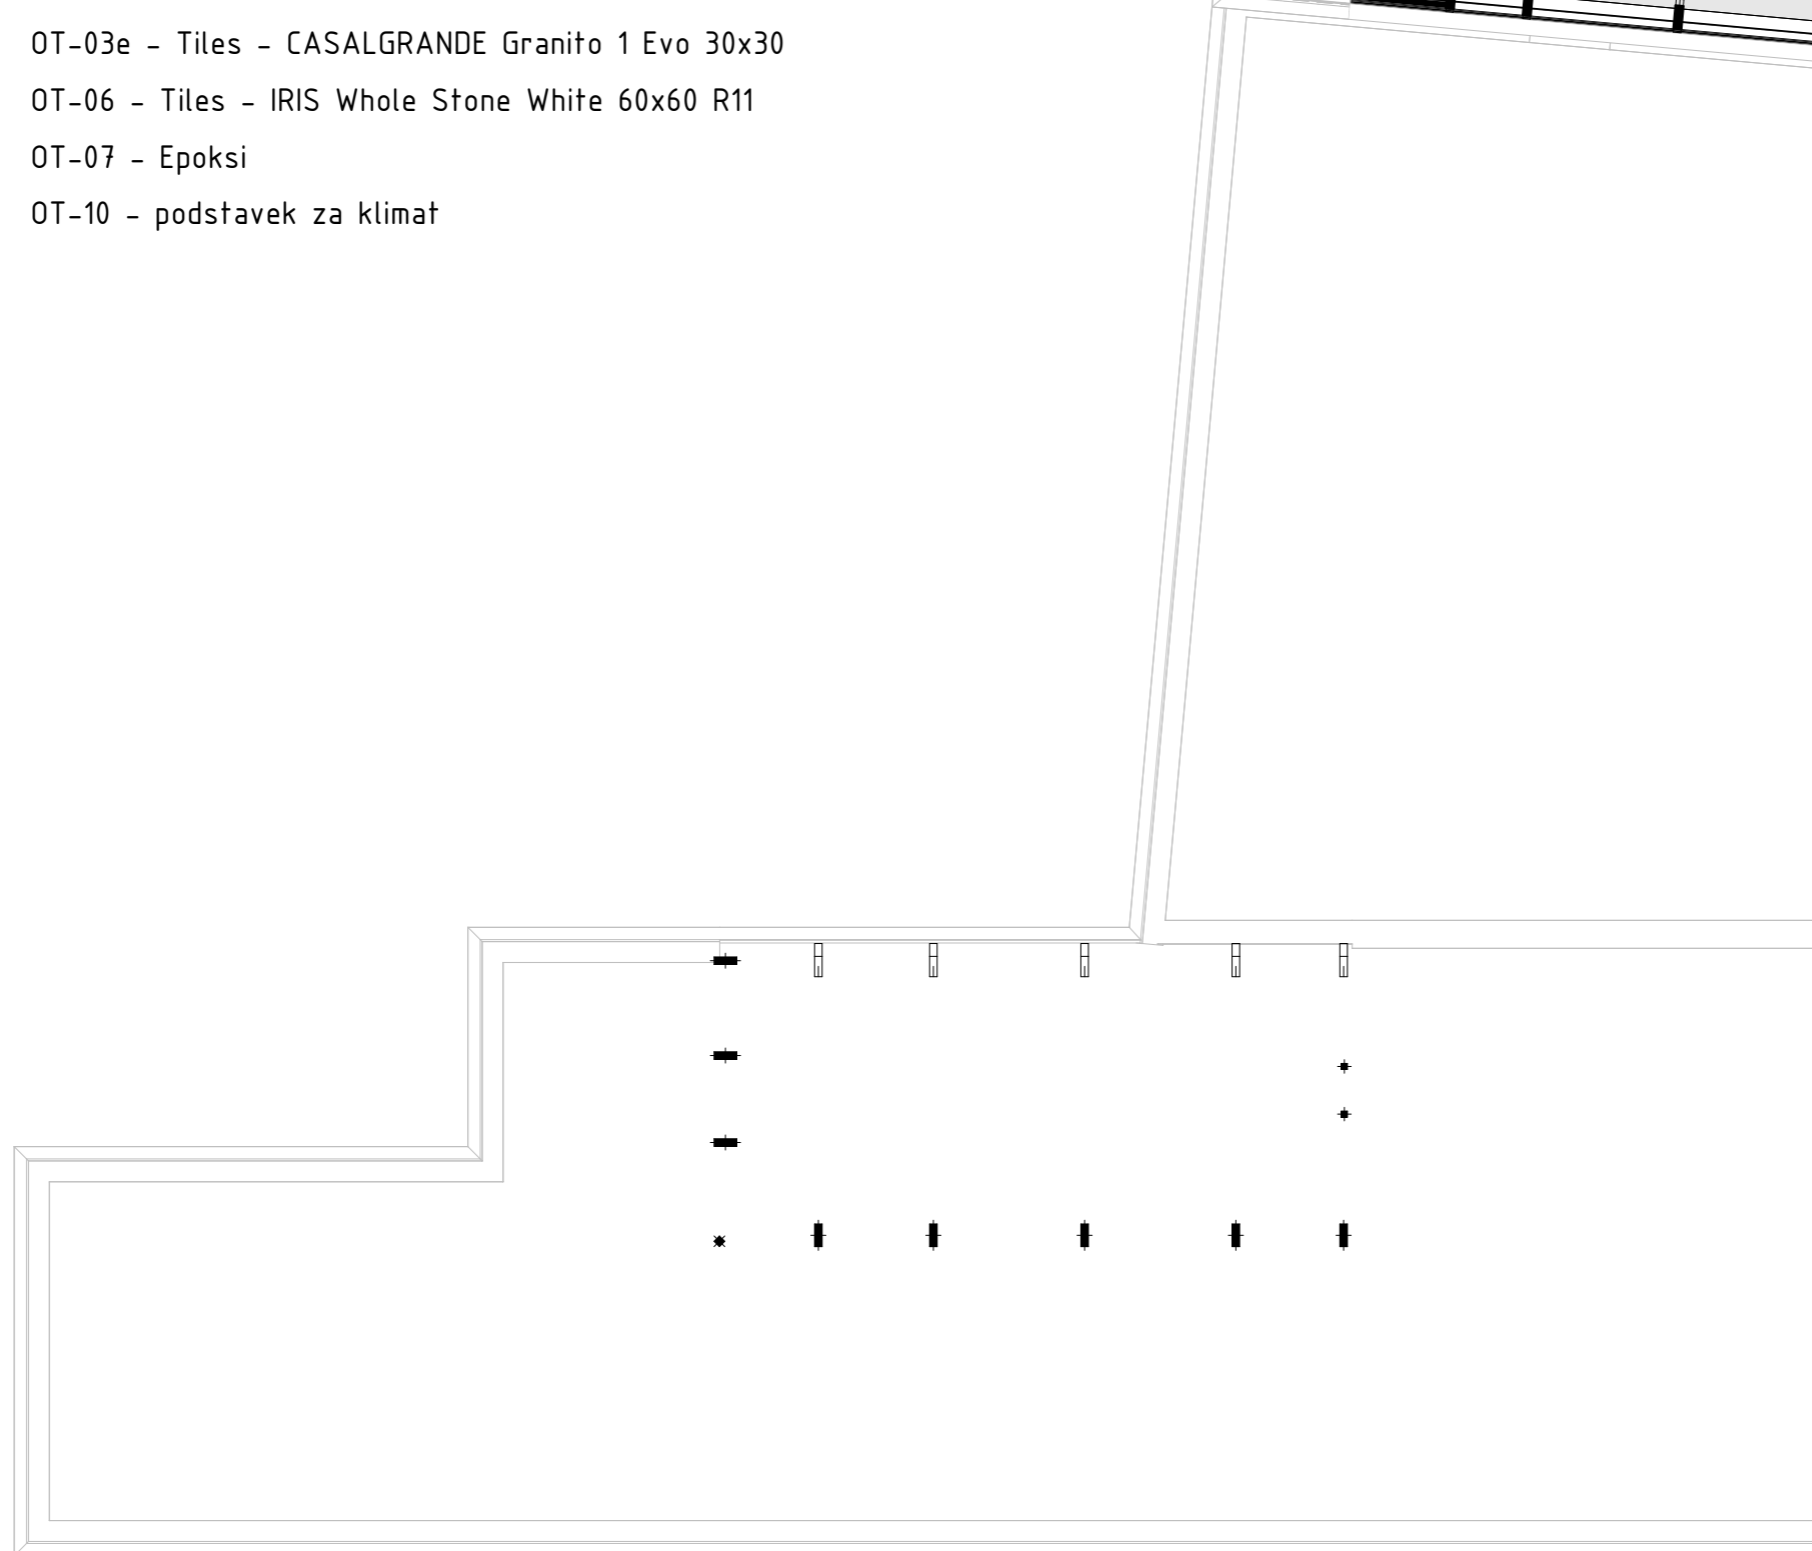 OT-03e - Tiles - CASALGRANDE Granito 1 Evo 30x30
OT-06 - Tiles - IRIS Whole Stone White 60x60 R11
OT-07 - Epoksi
OT-10 - podstavek za klimat